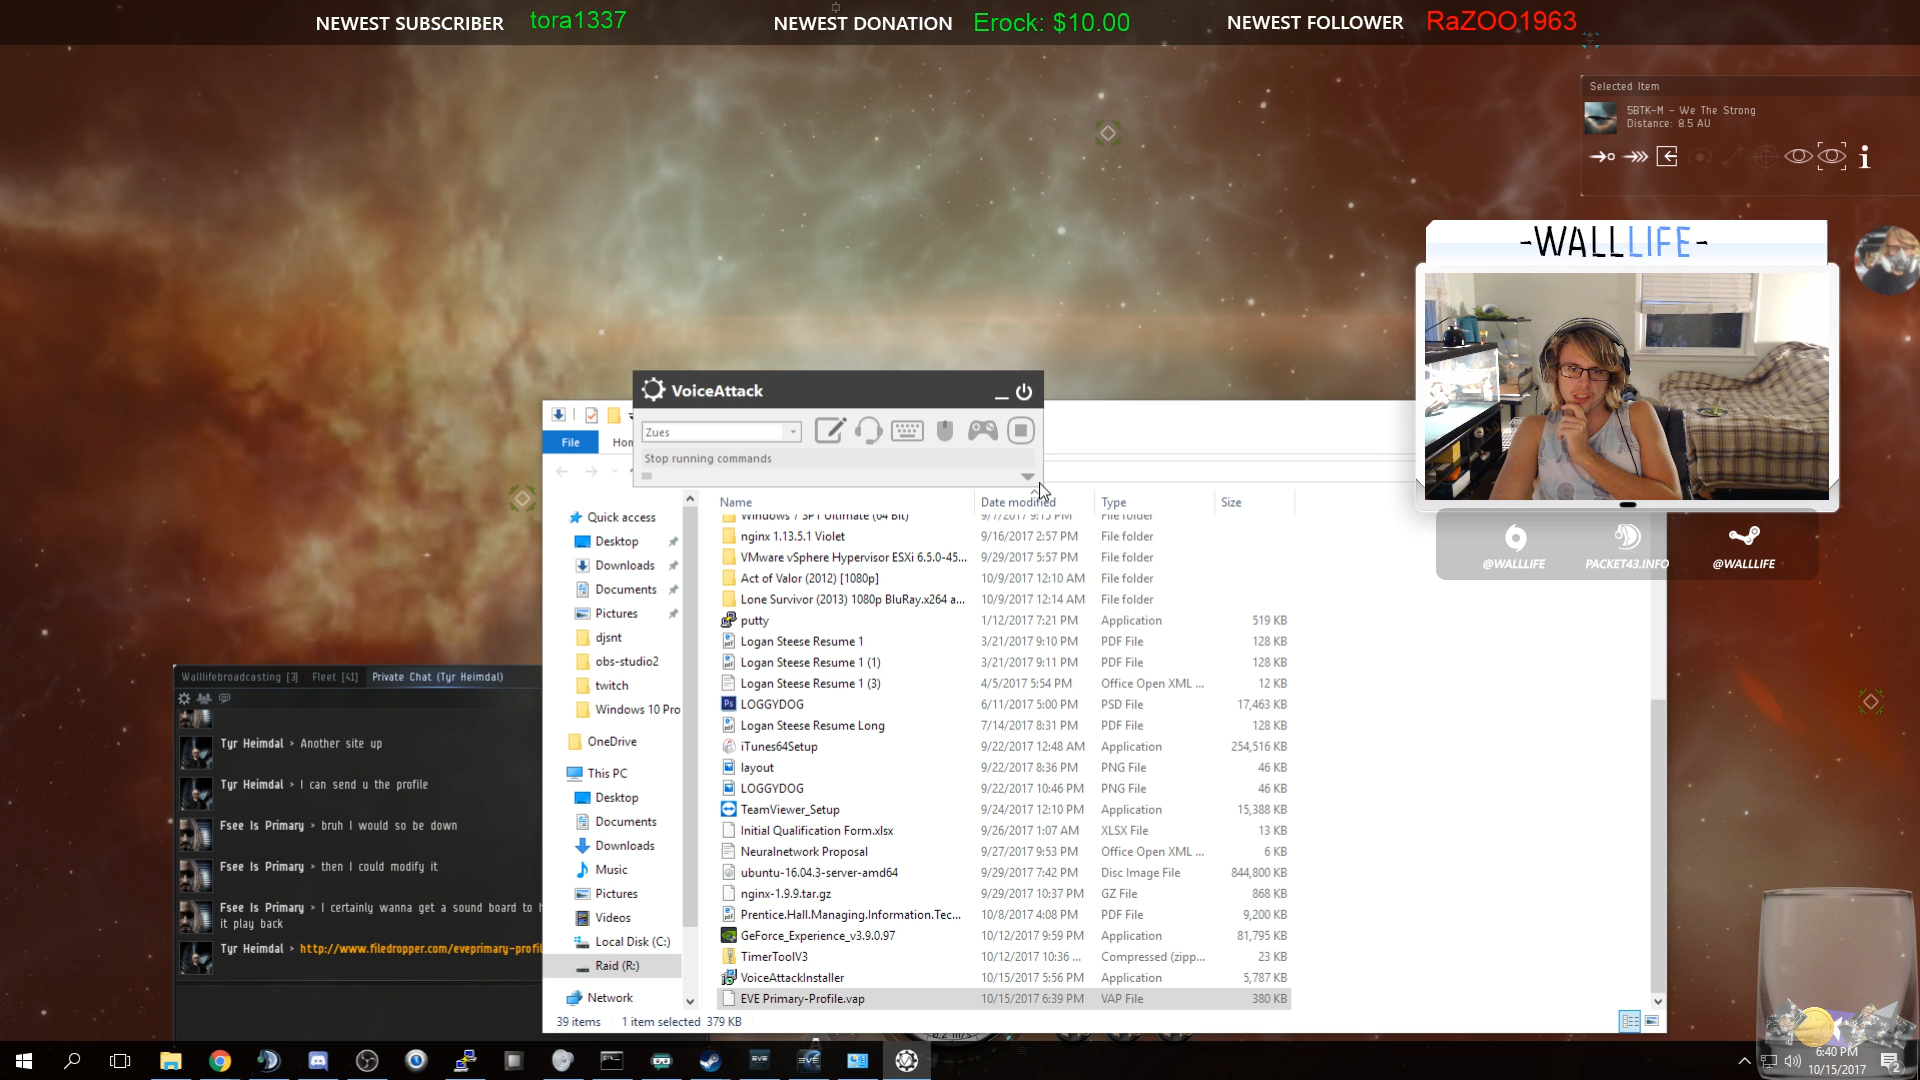 NEWEST SUBSCRIBER tora1337 NEWEST DONATION Erock: $10.00 NEWEST FOLLOWER RaZOO1963
Selected Item
5BTK-M - We The Strong
Distance: 8.5 AU
-WALLLIFE-
@WALLLIFE PACKET43.INFO @WALLLIFE
VoiceAttack
Zues
Stop running commands
File
Name Date modified Type Size
Windows 7 SP1 Ultimate (64 Bit) 9/7/2017 9:15 PM File folder
nginx 1.13.5.1 Violet 9/16/2017 2:57 PM File folder
VMware vSphere Hypervisor ESXi 6.5.0-45... 9/29/2017 5:57 PM File folder
Act of Valor (2012) [1080p] 10/9/2017 12:10 AM File folder
Lone Survivor (2013) 1080p BluRay.x264 a... 10/9/2017 12:14 AM File folder
putty 1/12/2017 7:21 PM Application 519 KB
Logan Steese Resume 1 3/21/2017 9:10 PM PDF File 128 KB
Logan Steese Resume 1 (1) 3/21/2017 9:11 PM PDF File 128 KB
Logan Steese Resume 1 (3) 4/5/2017 5:54 PM Office Open XML ... 12 KB
LOGGYDOG 6/11/2017 5:00 PM PSD File 17,463 KB
Logan Steese Resume Long 7/14/2017 8:31 PM PDF File 128 KB
iTunes64Setup 9/22/2017 12:48 AM Application 254,516 KB
layout 9/22/2017 8:36 PM PNG File 46 KB
LOGGYDOG 9/22/2017 10:46 PM PNG File 46 KB
TeamViewer_Setup 9/24/2017 12:10 PM Application 15,388 KB
Initial Qualification Form.xlsx 9/26/2017 1:07 AM XLSX File 13 KB
Neuralnetwork Proposal 9/27/2017 9:53 PM Office Open XML ... 6 KB
ubuntu-16.04.3-server-amd64 9/29/2017 7:42 PM Disc Image File 844,800 KB
nginx-1.9.9.tar.gz 9/29/2017 10:37 PM GZ File 868 KB
Prentice.Hall.Managing.Information.Tec... 10/8/2017 4:08 PM PDF File 9,200 KB
GeForce_Experience_v3.9.0.97 10/12/2017 9:59 PM Application 81,795 KB
TimerToolV3 10/12/2017 10:36 ... Compressed (zipp... 23 KB
VoiceAttackInstaller 10/15/2017 5:56 PM Application 5,787 KB
EVE Primary-Profile.vap 10/15/2017 6:39 PM VAP File 380 KB
Quick access
Desktop
Downloads
Documents
Pictures
djsnt
obs-studio2
twitch
Windows 10 Pro
OneDrive
This PC
Desktop
Documents
Downloads
Music
Pictures
Videos
Local Disk (C:)
Raid (R:)
Network
39 items 1 item selected 379 KB
Walllifebroadcasting [3] Fleet [41] Private Chat (Tyr Heimdal)
Tyr Heimdal > Another site up
Tyr Heimdal > I can send u the profile
Fsee Is Primary > bruh I would so be down
Fsee Is Primary > then I could modify it
Fsee Is Primary > I certainly wanna get a sound board to
it play back
Tyr Heimdal > http://www.filedropper.com/eveprimary-profil
EVE
EVE
6:40 PM
10/15/2017
2